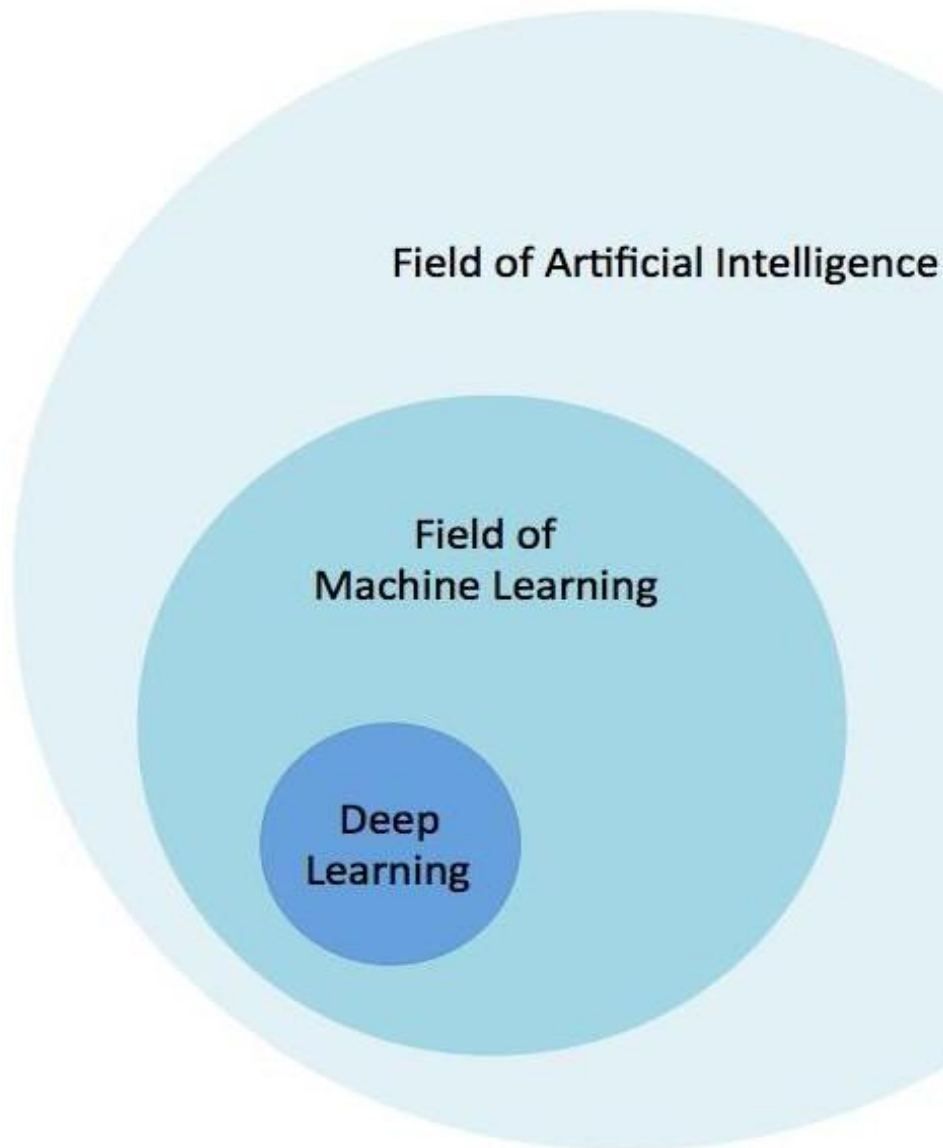 Field of Artificial Intelligence
Field of
Machine Learning
Deep
Learning